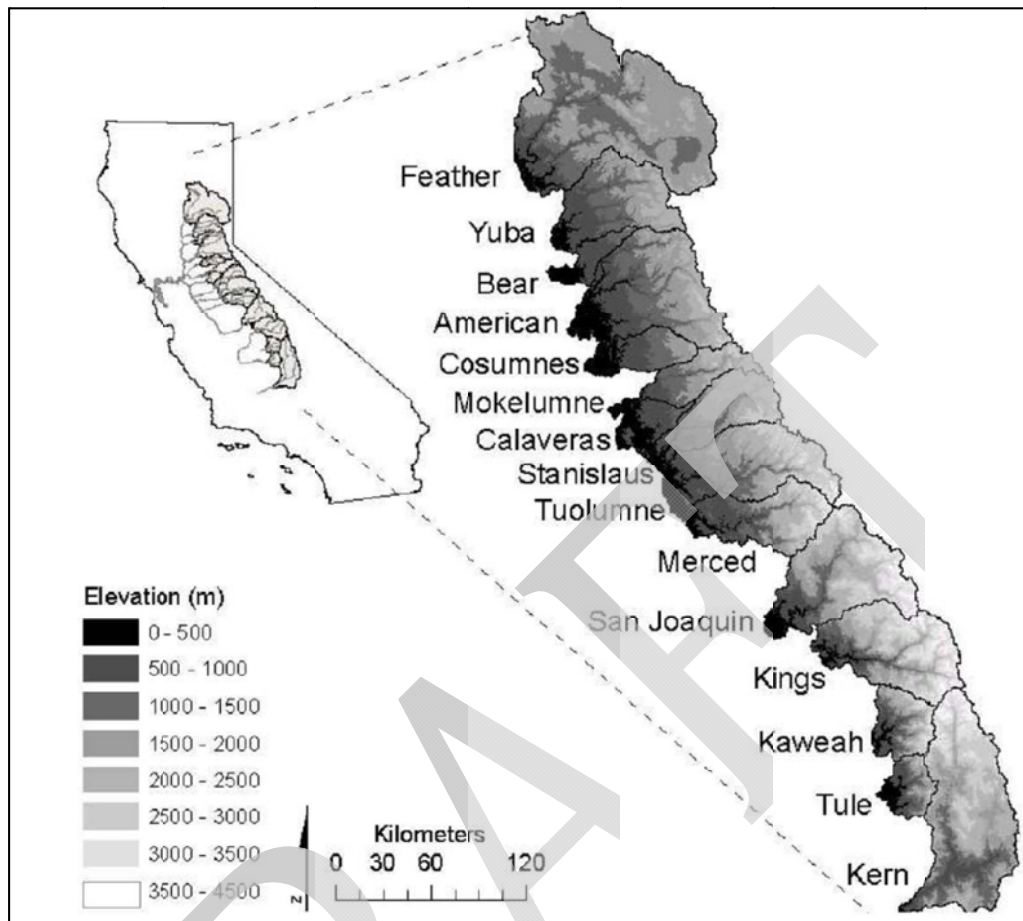 Feather
Yuba
Bear
American
Cosumnes
Mokelumne
Calaveras
Stanislaus
Tuolumne
Merced
San Joaquin
Kings
Kaweah
Tule
Kern
Elevation (m)
0 - 500
500 - 1000
1000 - 1500
1500 - 2000
2000 - 2500
2500 - 3000
3000 - 3500
3500 - 4500
N
Kilometers
0 30 60 120
DRAFT